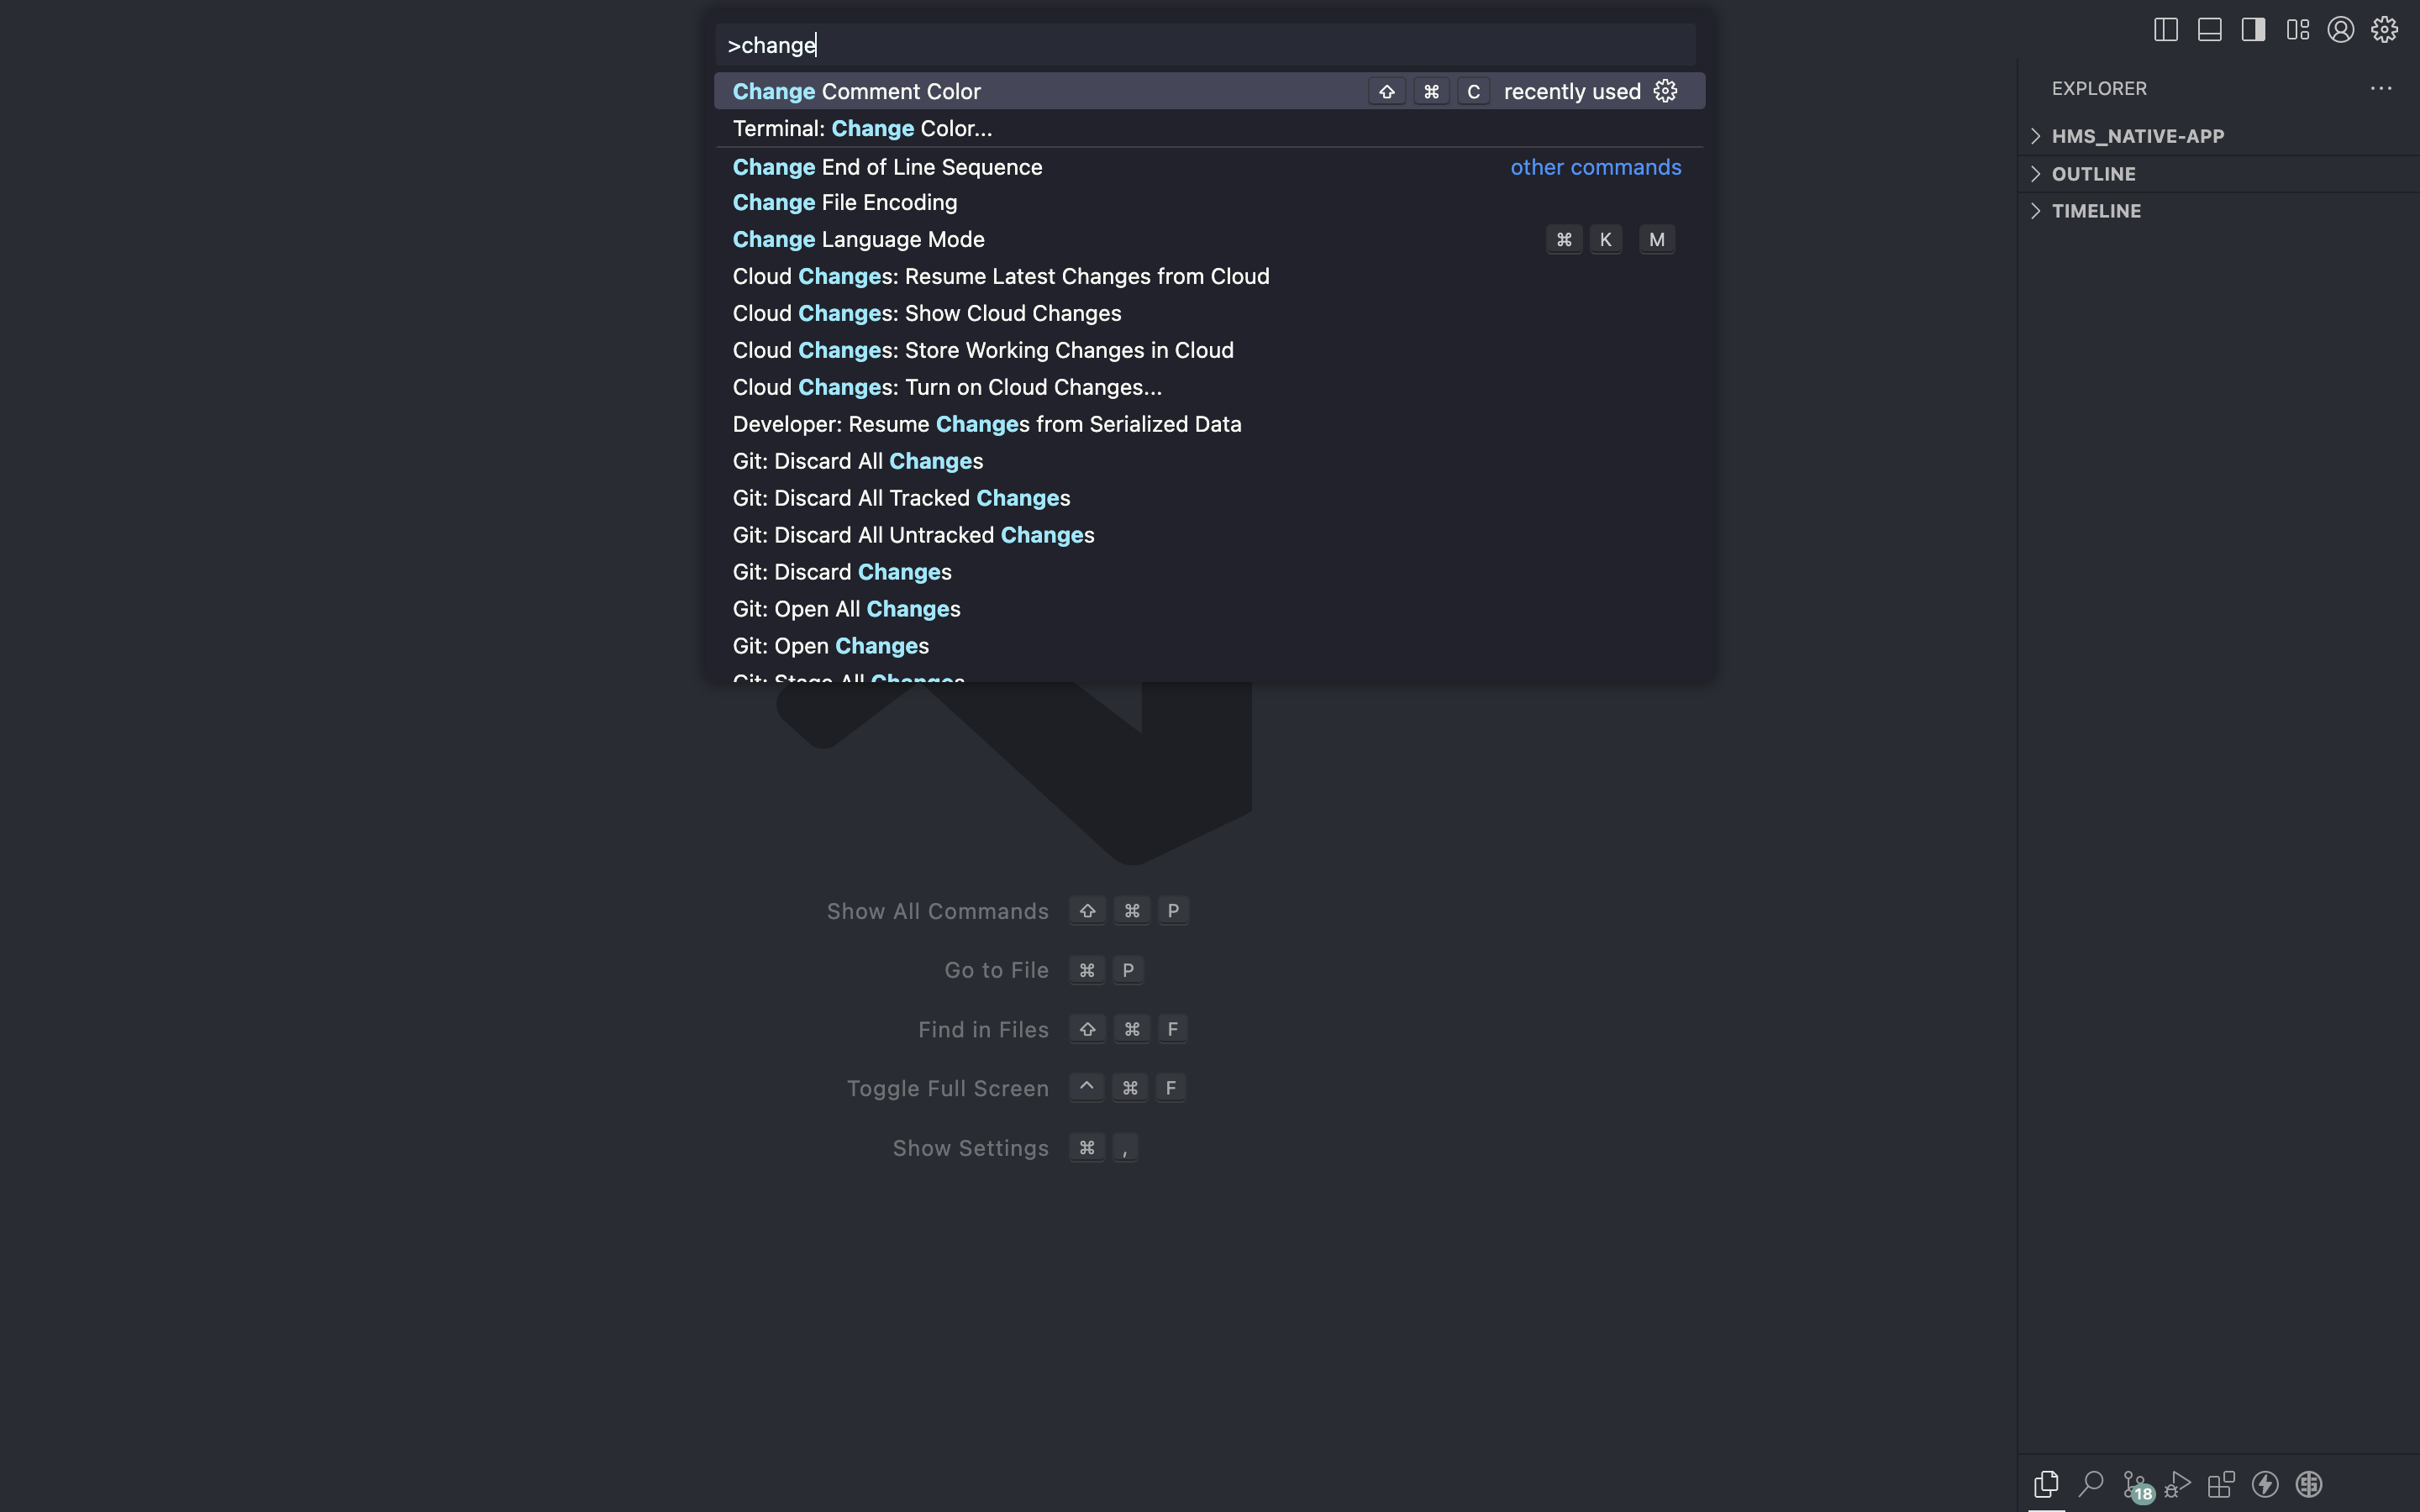 >change
Change Comment Color ⇧ ⌘ C recently used
Terminal: Change Color...
Change End of Line Sequence other commands
Change File Encoding
Change Language Mode ⌘ K M
Cloud Changes: Resume Latest Changes from Cloud
Cloud Changes: Show Cloud Changes
Cloud Changes: Store Working Changes in Cloud
Cloud Changes: Turn on Cloud Changes...
Developer: Resume Changes from Serialized Data
Git: Discard All Changes
Git: Discard All Tracked Changes
Git: Discard All Untracked Changes
Git: Discard Changes
Git: Open All Changes
Git: Open Changes
Git: Stage All Changes
Show All Commands ⇧ ⌘ P
Go to File ⌘ P
Find in Files ⇧ ⌘ F
Toggle Full Screen ^ ⌘ F
Show Settings ⌘ ,
EXPLORER
HMS_NATIVE-APP
OUTLINE
TIMELINE
18